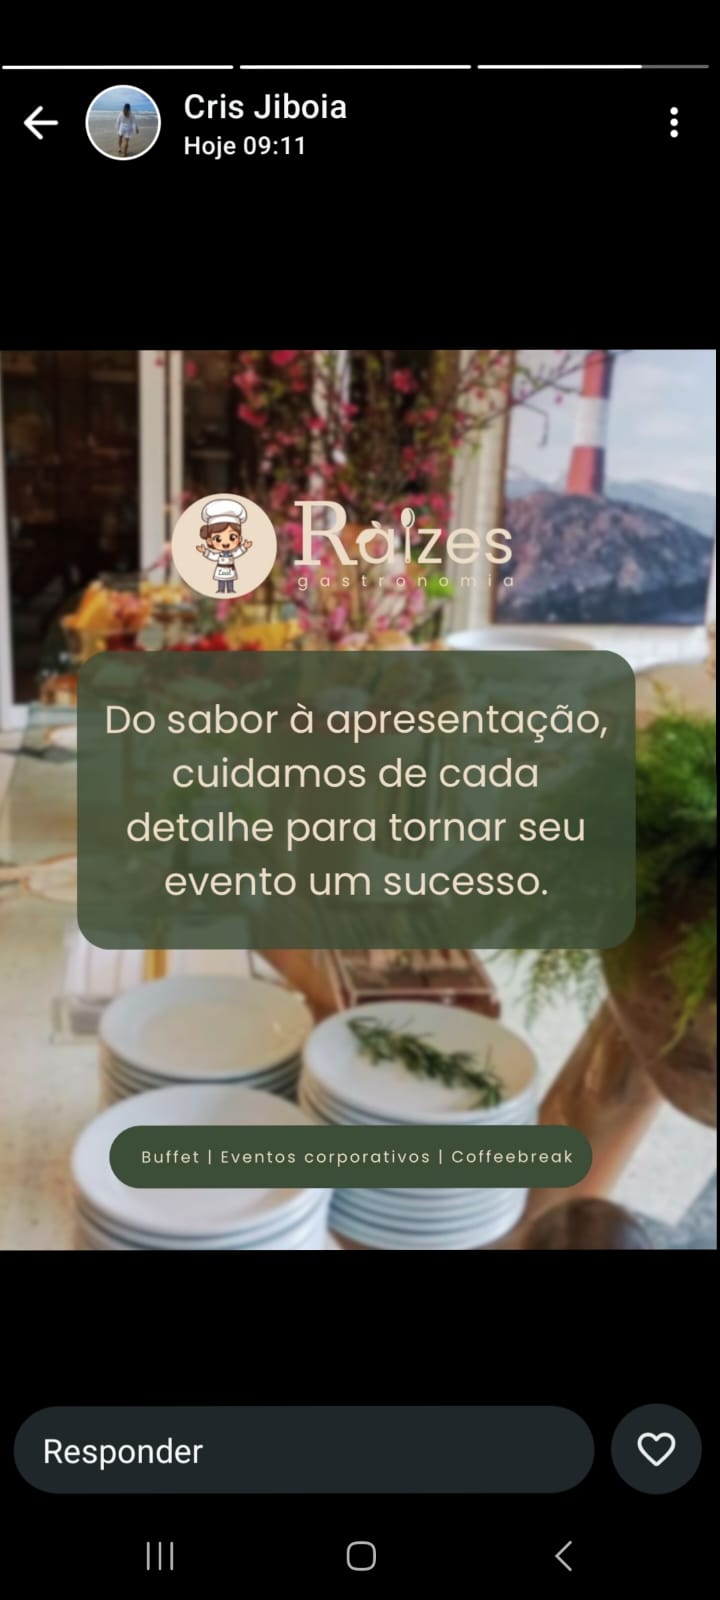 Cris Jiboia
Hoje 09:11
Raízes
gastronomia
Do sabor à apresentação,
cuidamos de cada
detalhe para tornar seu
evento um sucesso.
Buffet | Eventos corporativos | Coffeebreak
Responder